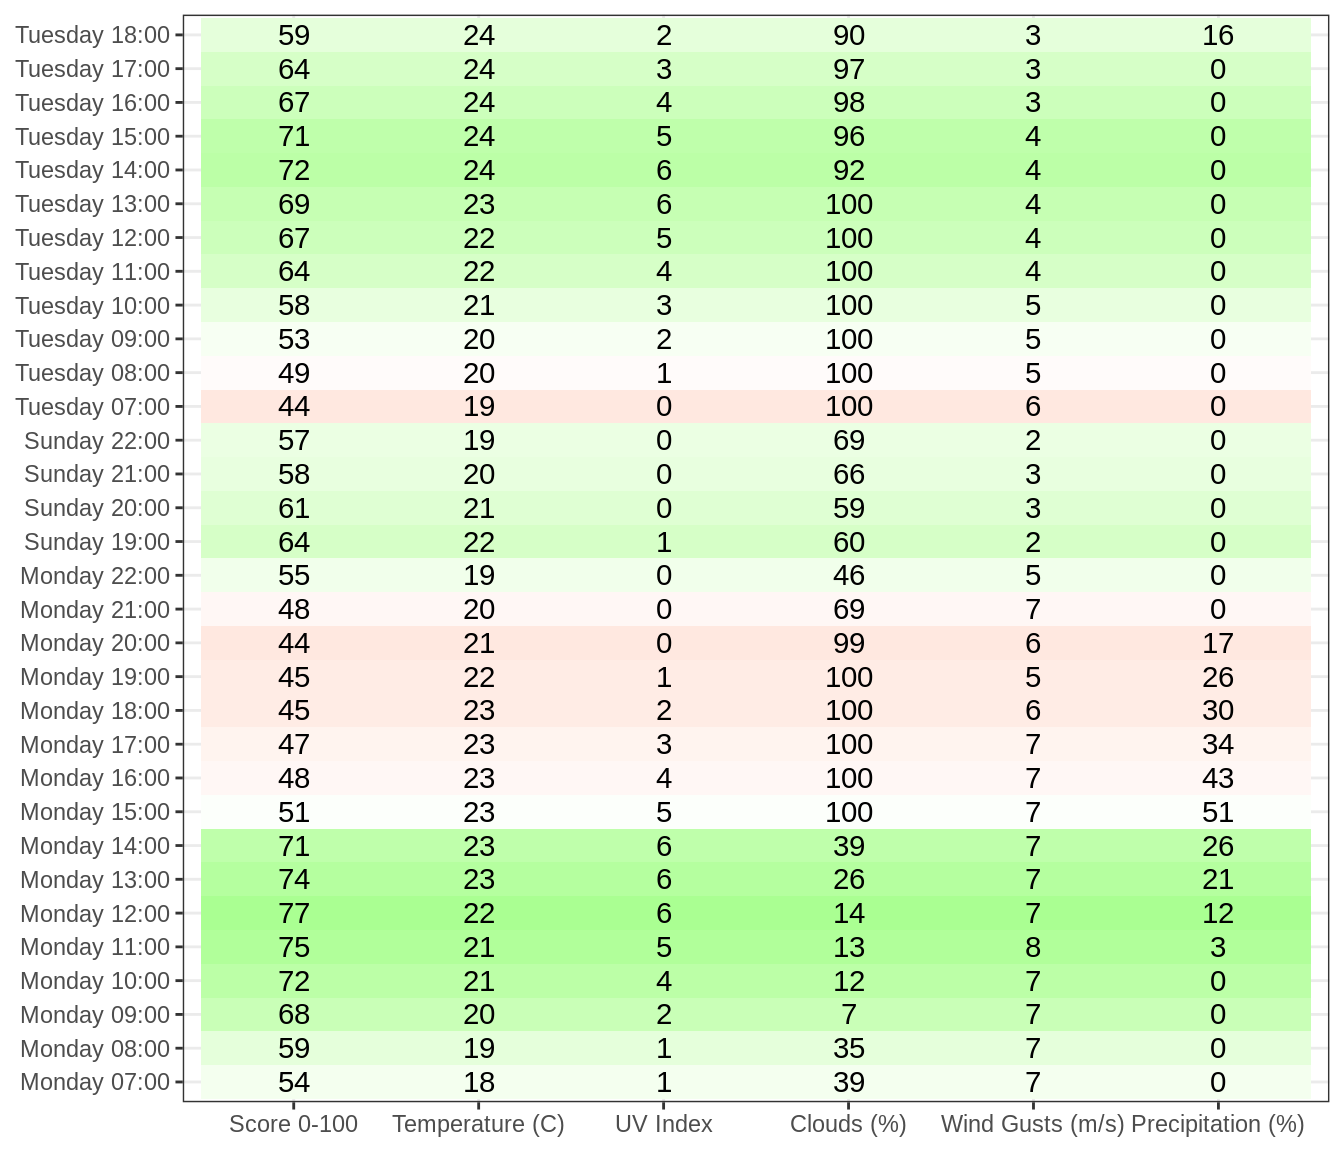 Tuesday 18:00 59 24 2 90 3 16
Tuesday 17:00 64 24 3 97 3 0
Tuesday 16:00 67 24 4 98 3 0
Tuesday 15:00 71 24 5 96 4 0
Tuesday 14:00 72 24 6 92 4 0
Tuesday 13:00 69 23 6 100 4 0
Tuesday 12:00 67 22 5 100 4 0
Tuesday 11:00 64 22 4 100 4 0
Tuesday 10:00 58 21 3 100 5 0
Tuesday 09:00 53 20 2 100 5 0
Tuesday 08:00 49 20 1 100 5 0
Tuesday 07:00 44 19 0 100 6 0
Sunday 22:00 57 19 0 69 2 0
Sunday 21:00 58 20 0 66 3 0
Sunday 20:00 61 21 0 59 3 0
Sunday 19:00 64 22 1 60 2 0
Monday 22:00 55 19 0 46 5 0
Monday 21:00 48 20 0 69 7 0
Monday 20:00 44 21 0 99 6 17
Monday 19:00 45 22 1 100 5 26
Monday 18:00 45 23 2 100 6 30
Monday 17:00 47 23 3 100 7 34
Monday 16:00 48 23 4 100 7 43
Monday 15:00 51 23 5 100 7 51
Monday 14:00 71 23 6 39 7 26
Monday 13:00 74 23 6 26 7 21
Monday 12:00 77 22 6 14 7 12
Monday 11:00 75 21 5 13 8 3
Monday 10:00 72 21 4 12 7 0
Monday 09:00 68 20 2 7 7 0
Monday 08:00 59 19 1 35 7 0
Monday 07:00 54 18 1 39 7 0
Score 0-100 Temperature (C) UV Index Clouds (%) Wind Gusts (m/s) Precipitation (%)